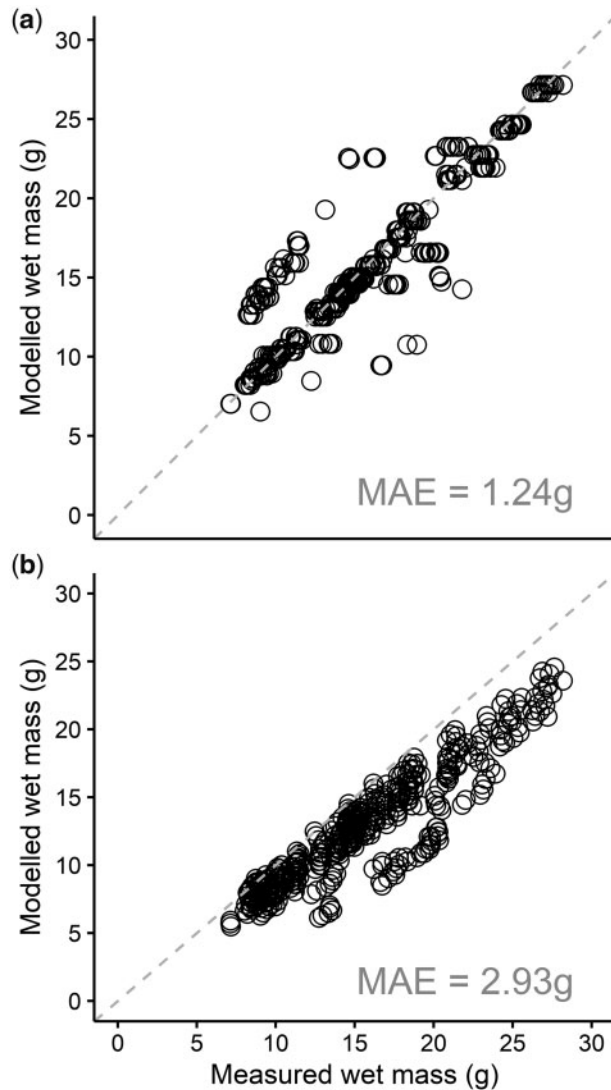 (a)
30
25
20
15
10
5
0
Modelled wet mass (g)
MAE = 1.24g
(b)
30
25
20
15
10
5
0
Modelled wet mass (g)
MAE = 2.93g
0 5 10 15 20 25 30
Measured wet mass (g)